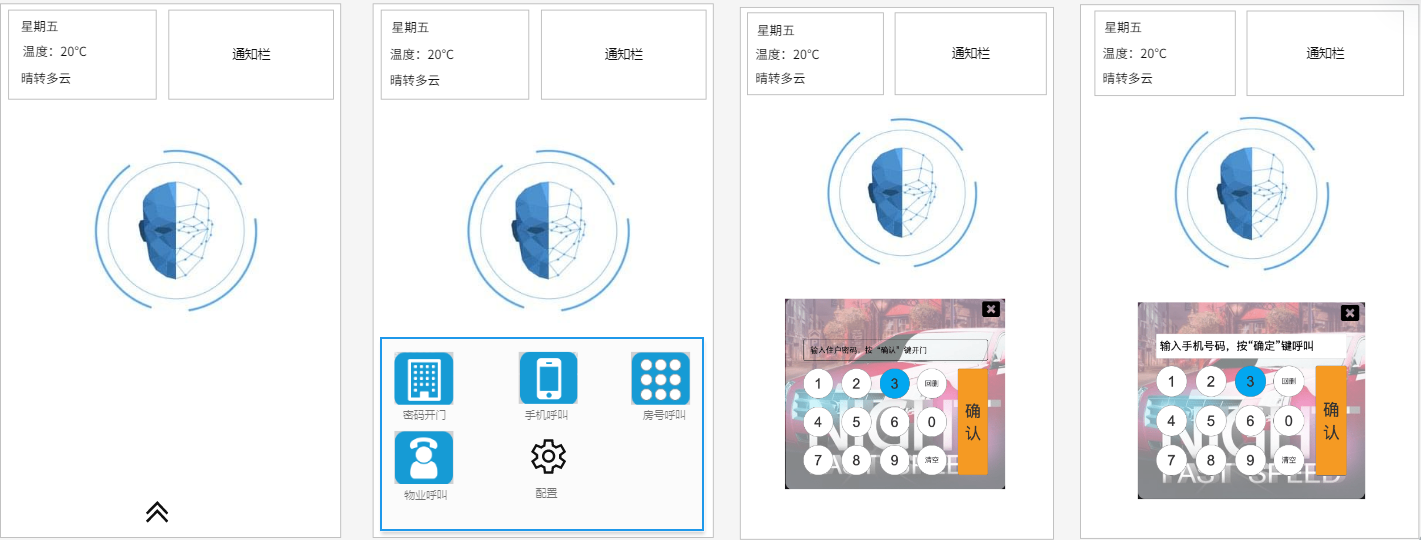 星期五
温度：20℃
晴转多云
通知栏
星期五
温度：20℃
晴转多云
通知栏
密码开门
手机呼叫
房号呼叫
物业呼叫
配置
星期五
温度：20℃
晴转多云
通知栏
输入住户密码，按“确认”键开门
1 2 3 回删
4 5 6 0
7 8 9 清空
确认
NIGHT
FAST SPEED
星期五
温度：20℃
晴转多云
通知栏
输入手机号码，按“确定”键呼叫
1 2 3 回删
4 5 6 0
7 8 9 清空
确认
NIGHT
FAST SPEED